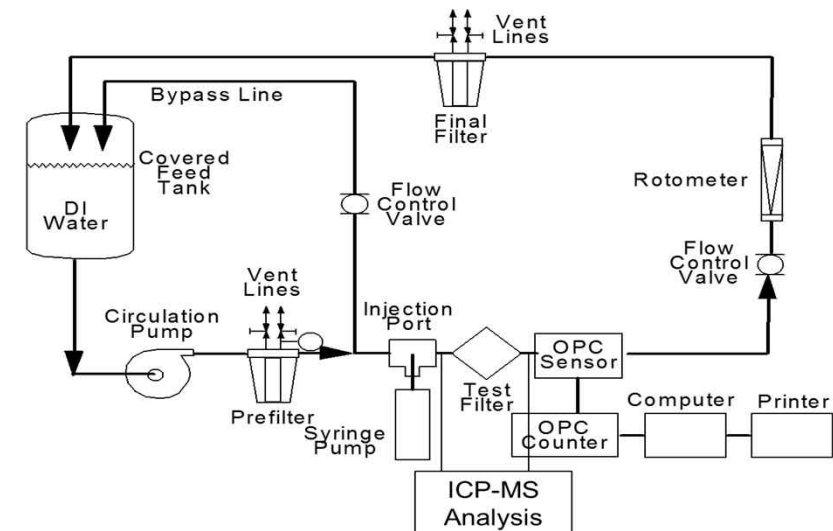 Vent
Lines
Bypass Line
Final
Filter
Covered
Feed
Tank
DI
Water
Flow
Control
Valve
Rotometer
Flow
Control
Valve
Vent
Lines
Circulation
Pump
Injection
Port
Prefilter
Syringe
Pump
Test
Filter
OPC
Sensor
OPC
Counter
Computer
Printer
ICP-MS
Analysis